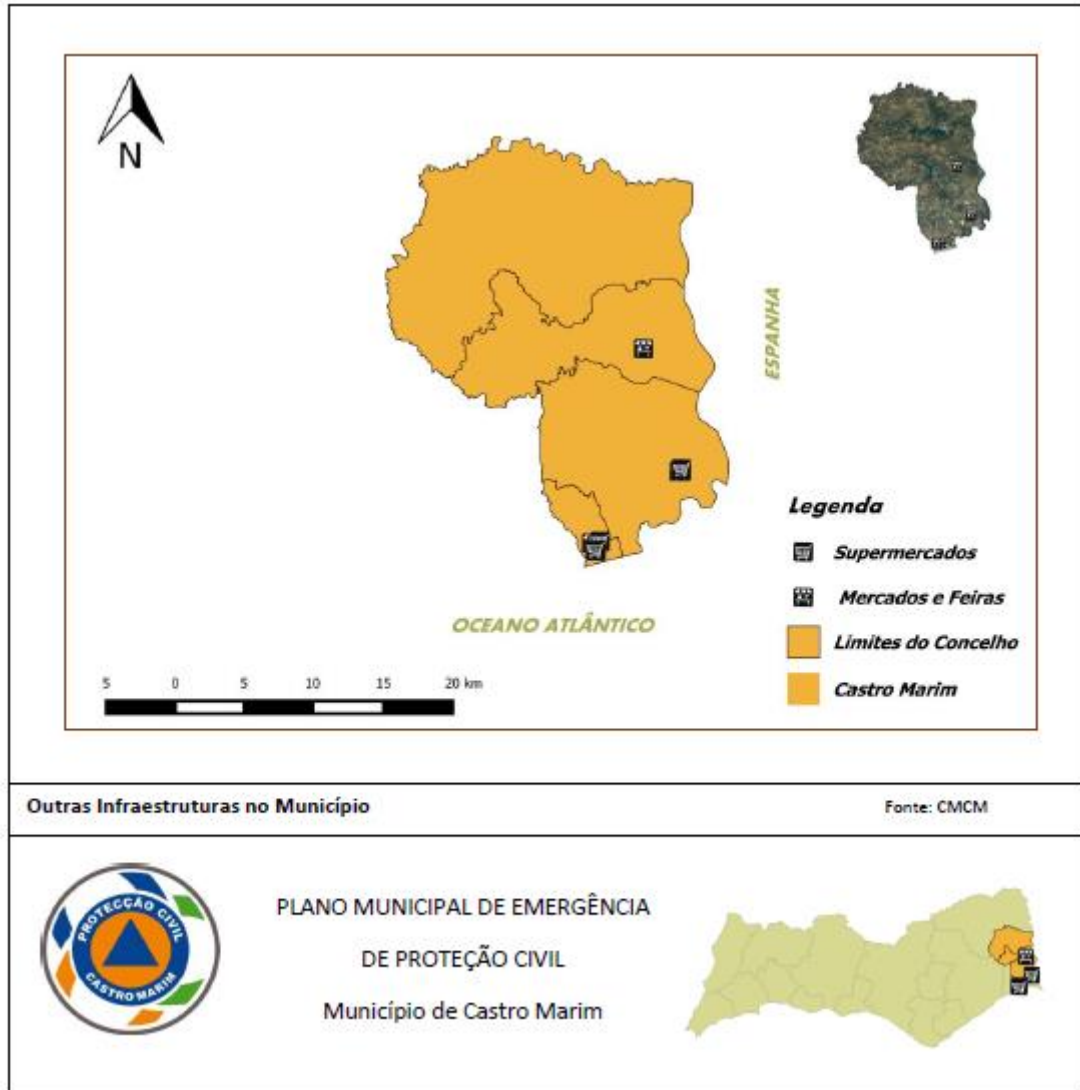 N
ESPANHA
OCEANO ATLÂNTICO
Legenda
Supermercados
Mercados e Feiras
Limites do Concelho
Castro Marim
5 0 5 10 15 20 km
Outras Infraestruturas no Município
Fonte: CMCM
PROTECÇÃO CIVIL
CASTRO MARIM
PLANO MUNICIPAL DE EMERGÊNCIA
DE PROTEÇÃO CIVIL
Município de Castro Marim